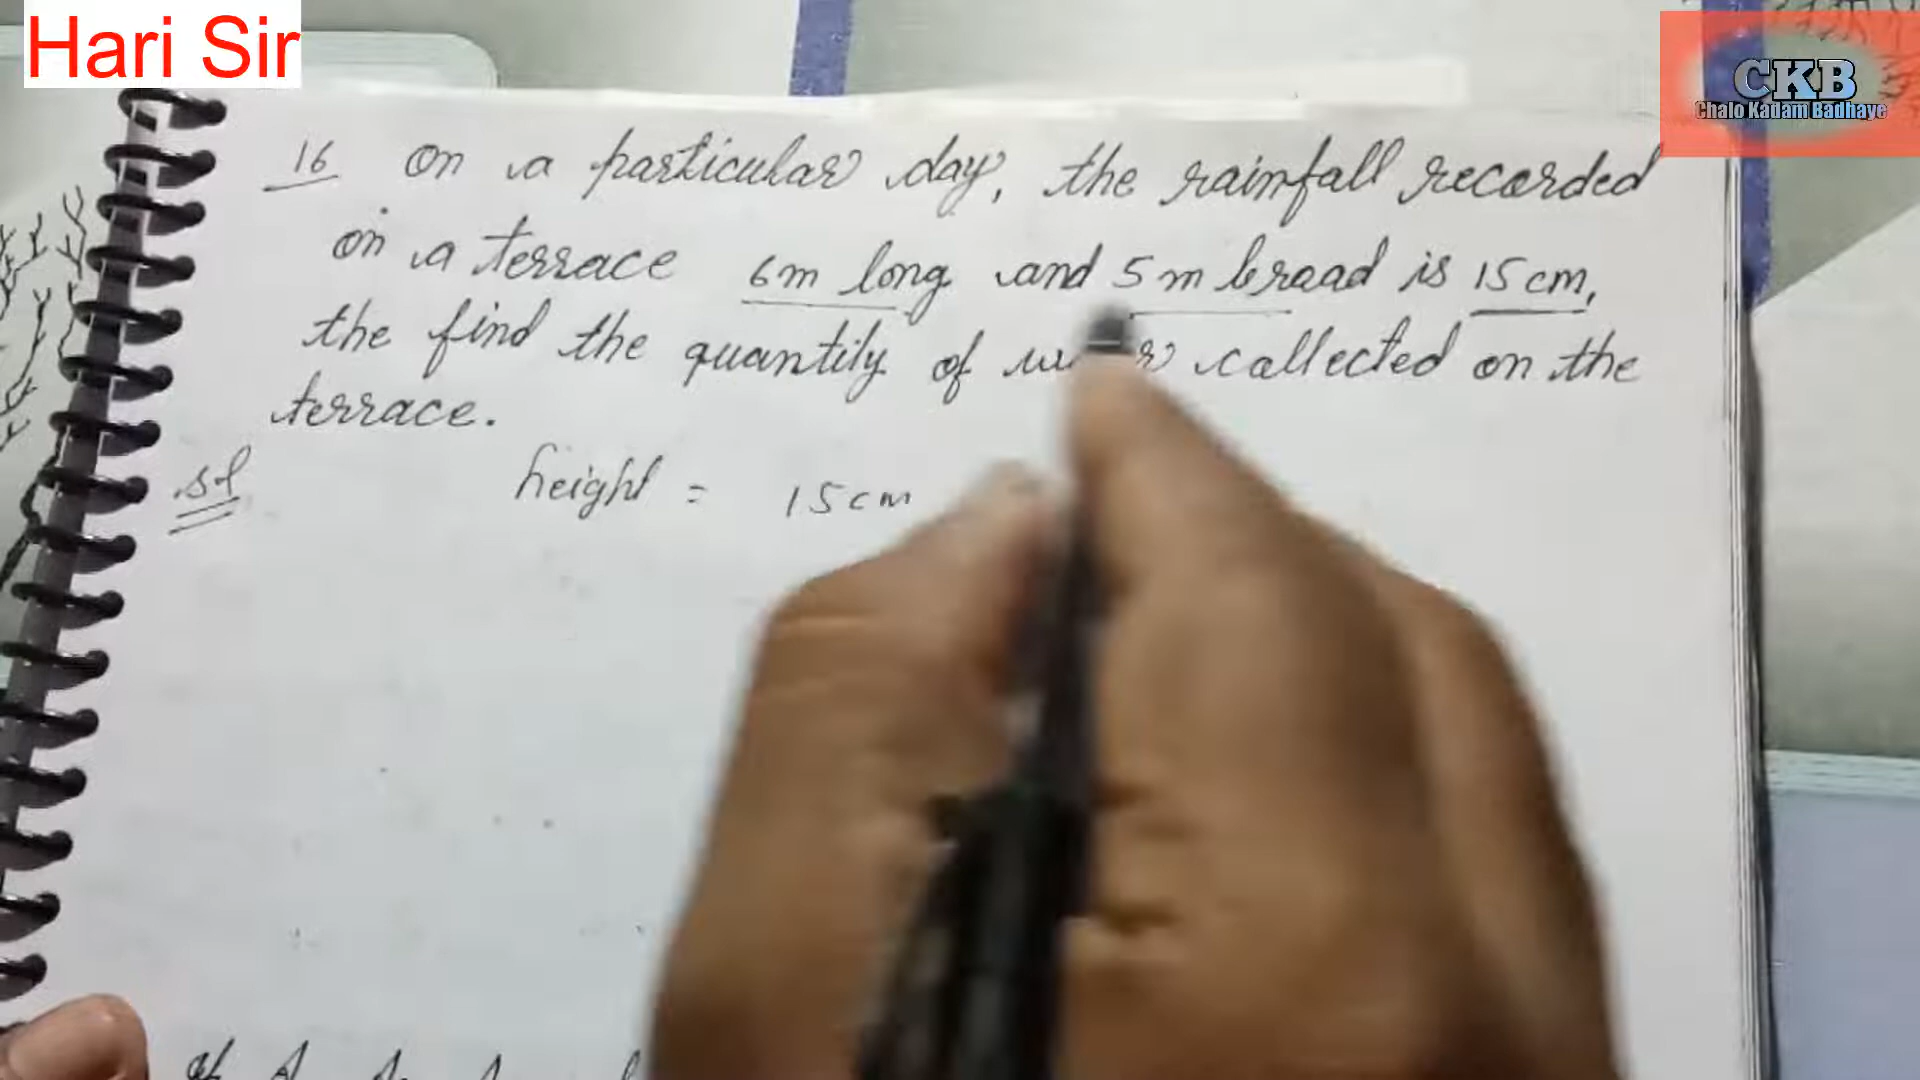 Hari Sir
CKB
Chalo Kadam Badhaye
16 on a particular day, the rainfall recorded
on a terrace 6m long and 5m broad is 15cm,
the find the quantity of collected on the
terrace.
sol height = 15cm